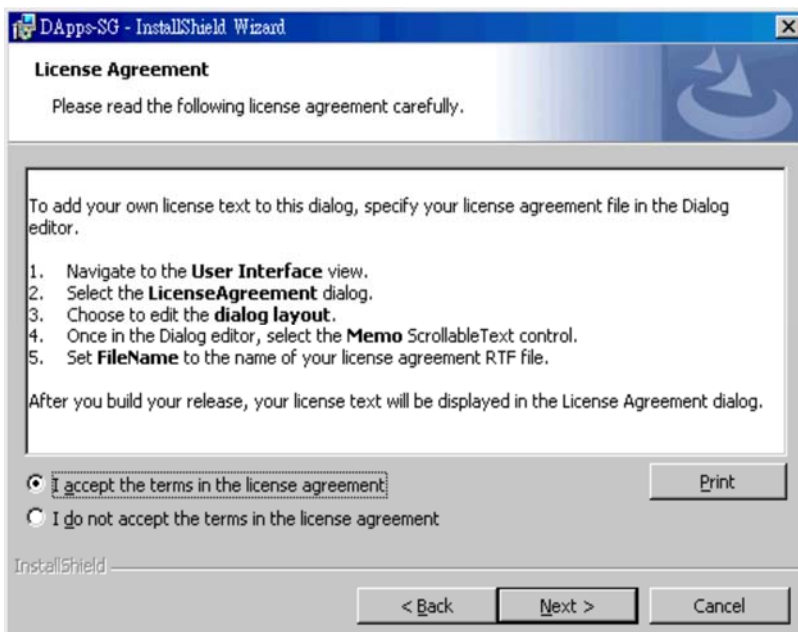 DApps-SG - InstallShield Wizard
License Agreement
Please read the following license agreement carefully.
To add your own license text to this dialog, specify your license agreement file in the Dialog
editor.
1. Navigate to the User Interface view.
2. Select the LicenseAgreement dialog.
3. Choose to edit the dialog layout.
4. Once in the Dialog editor, select the Memo ScrollableText control.
5. Set FileName to the name of your license agreement RTF file.
After you build your release, your license text will be displayed in the License Agreement dialog.
I accept the terms in the license agreement
Print
I do not accept the terms in the license agreement
InstallShield
< Back Next > Cancel